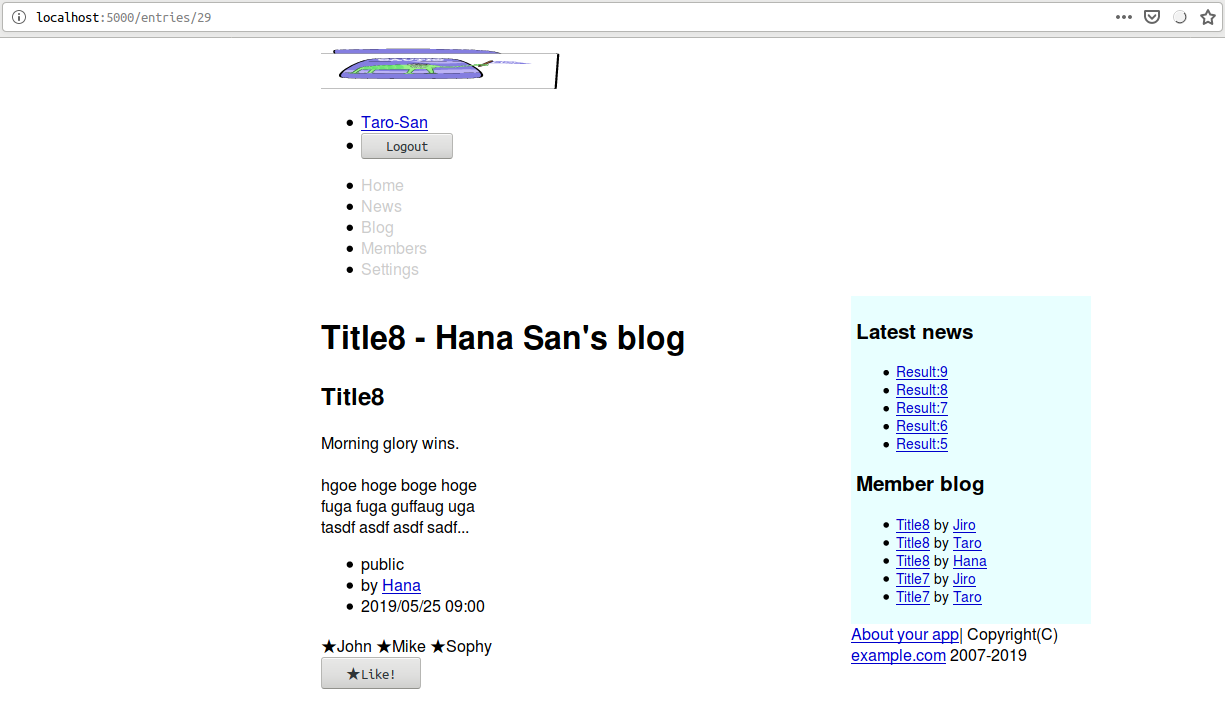 localhost:5000/entries/29
Taro-San
Logout
Home
News
Blog
Members
Settings
Title8 - Hana San's blog
Title8
Morning glory wins.
hgoe hoge boge hoge
fuga fuga guffaug uga
tasdf asdf asdf sadf...
public
by Hana
2019/05/25 09:00
★John ★Mike ★Sophy
★Like!
Latest news
Result:9
Result:8
Result:7
Result:6
Result:5
Member blog
Title8 by Jiro
Title8 by Taro
Title8 by Hana
Title7 by Jiro
Title7 by Taro
About your app| Copyright(C)
example.com 2007-2019